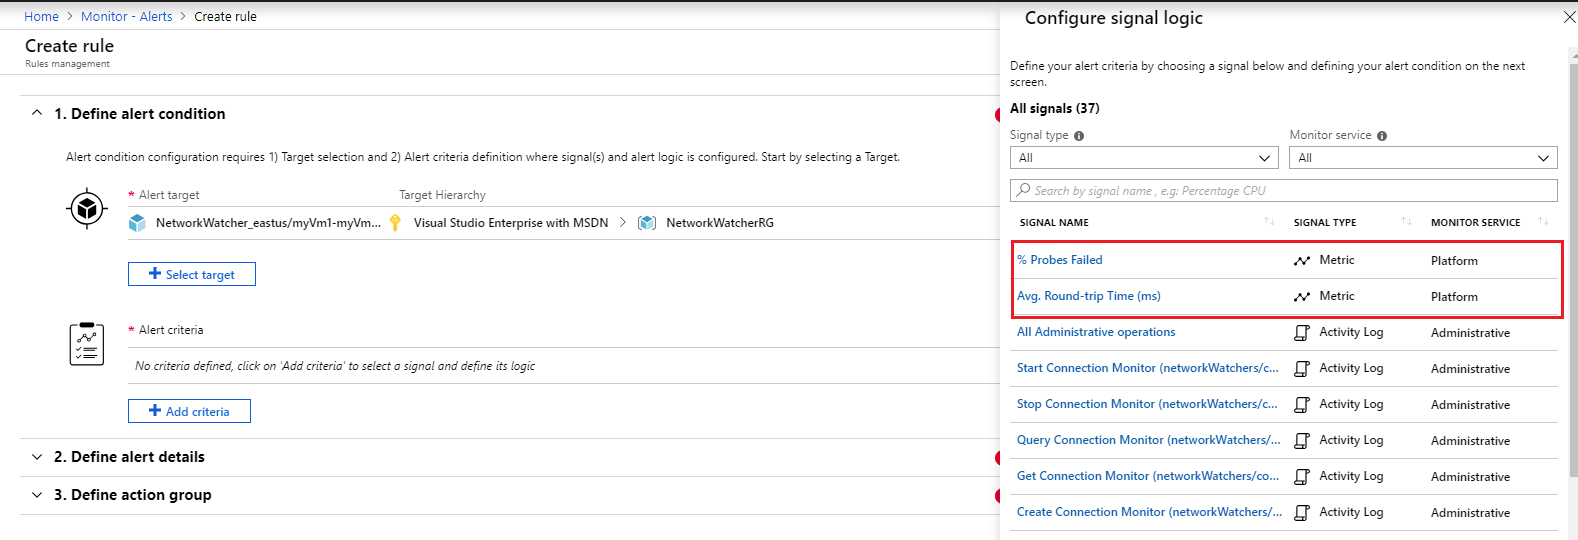 Home > Monitor - Alerts > Create rule
Create rule
Rules management
1. Define alert condition
Alert condition configuration requires 1) Target selection and 2) Alert criteria definition where signal(s) and alert logic is configured. Start by selecting a Target.
* Alert target
Target Hierarchy
NetworkWatcher_eastus/myVm1-myVm...
Visual Studio Enterprise with MSDN > NetworkWatcherRG
+ Select target
* Alert criteria
No criteria defined, click on 'Add criteria' to select a signal and define its logic
+ Add criteria
2. Define alert details
3. Define action group
Configure signal logic
Define your alert criteria by choosing a signal below and defining your alert condition on the next
screen.
All signals (37)
Signal type
Monitor service
All
All
Search by signal name , e.g: Percentage CPU
SIGNAL NAME SIGNAL TYPE MONITOR SERVICE
% Probes Failed Metric Platform
Avg. Round-trip Time (ms) Metric Platform
All Administrative operations Activity Log Administrative
Start Connection Monitor (networkWatchers/c... Activity Log Administrative
Stop Connection Monitor (networkWatchers/c... Activity Log Administrative
Query Connection Monitor (networkWatchers/... Activity Log Administrative
Get Connection Monitor (networkWatchers/co... Activity Log Administrative
Create Connection Monitor (networkWatchers/... Activity Log Administrative